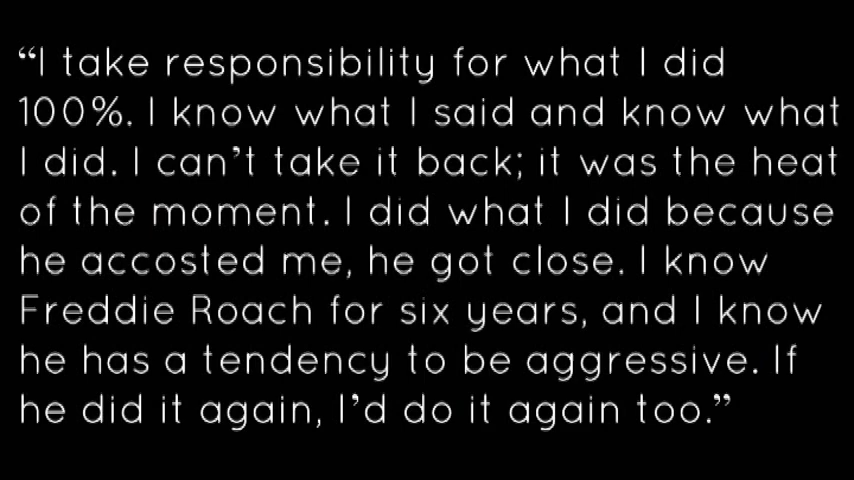 “I take responsibility for what I did
100%. I know what I said and know what
I did. I can’t take it back; it was the heat
of the moment. I did what I did because
he accosted me, he got close. I know
Freddie Roach for six years, and I know
he has a tendency to be aggressive. If
he did it again, I’d do it again too.”